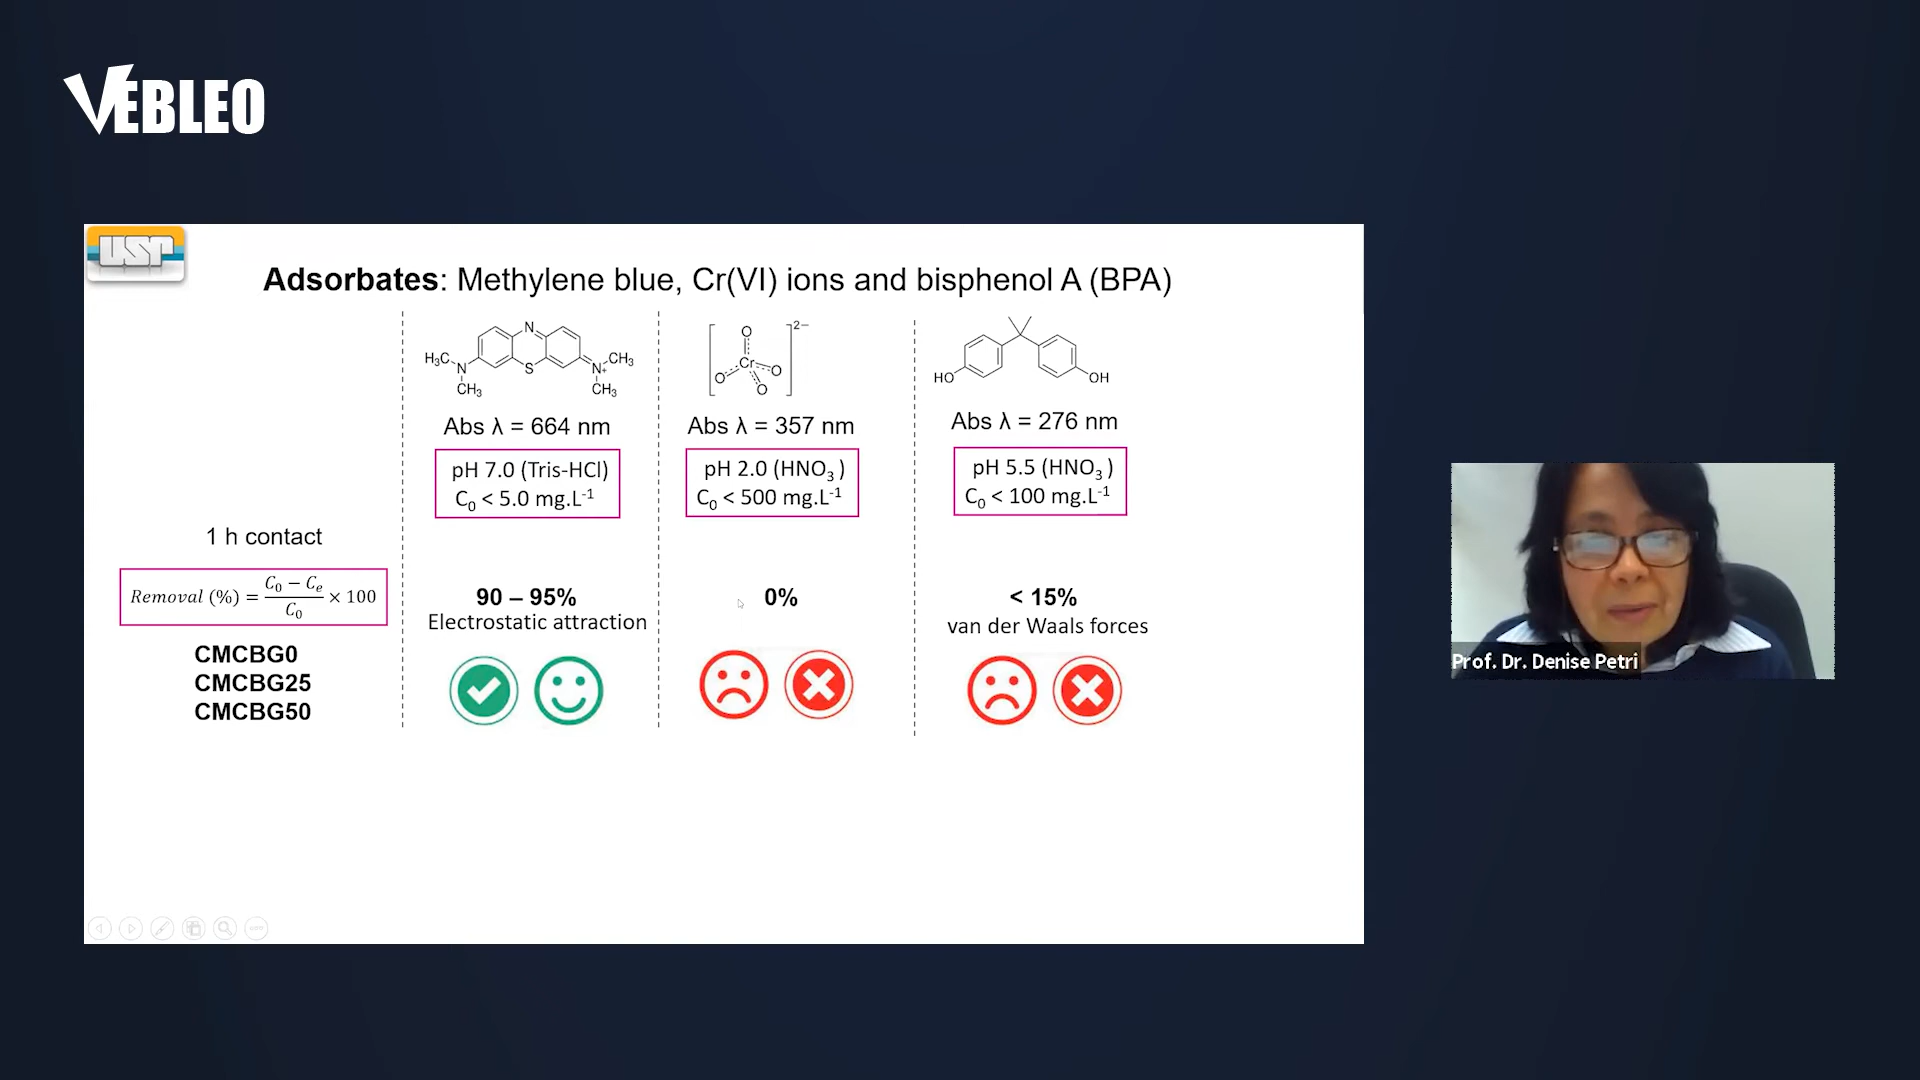 VEBLEO
USP
Adsorbates: Methylene blue, Cr(VI) ions and bisphenol A (BPA)
N
H₃C
N
CH₃
S
N⁺
CH₃
CH₃
2−
O
Cr
O
O
O
HO
OH
Abs λ = 664 nm
Abs λ = 357 nm
Abs λ = 276 nm
pH 7.0 (Tris-HCl)
C₀ < 5.0 mg.L⁻¹
pH 2.0 (HNO₃)
C₀ < 500 mg.L⁻¹
pH 5.5 (HNO₃)
C₀ < 100 mg.L⁻¹
1 h contact
Removal (%) = (C₀ − Cₑ)/C₀ × 100
90 – 95%
Electrostatic attraction
0%
< 15%
van der Waals forces
CMCBG0
CMCBG25
CMCBG50
Prof. Dr. Denise Petri